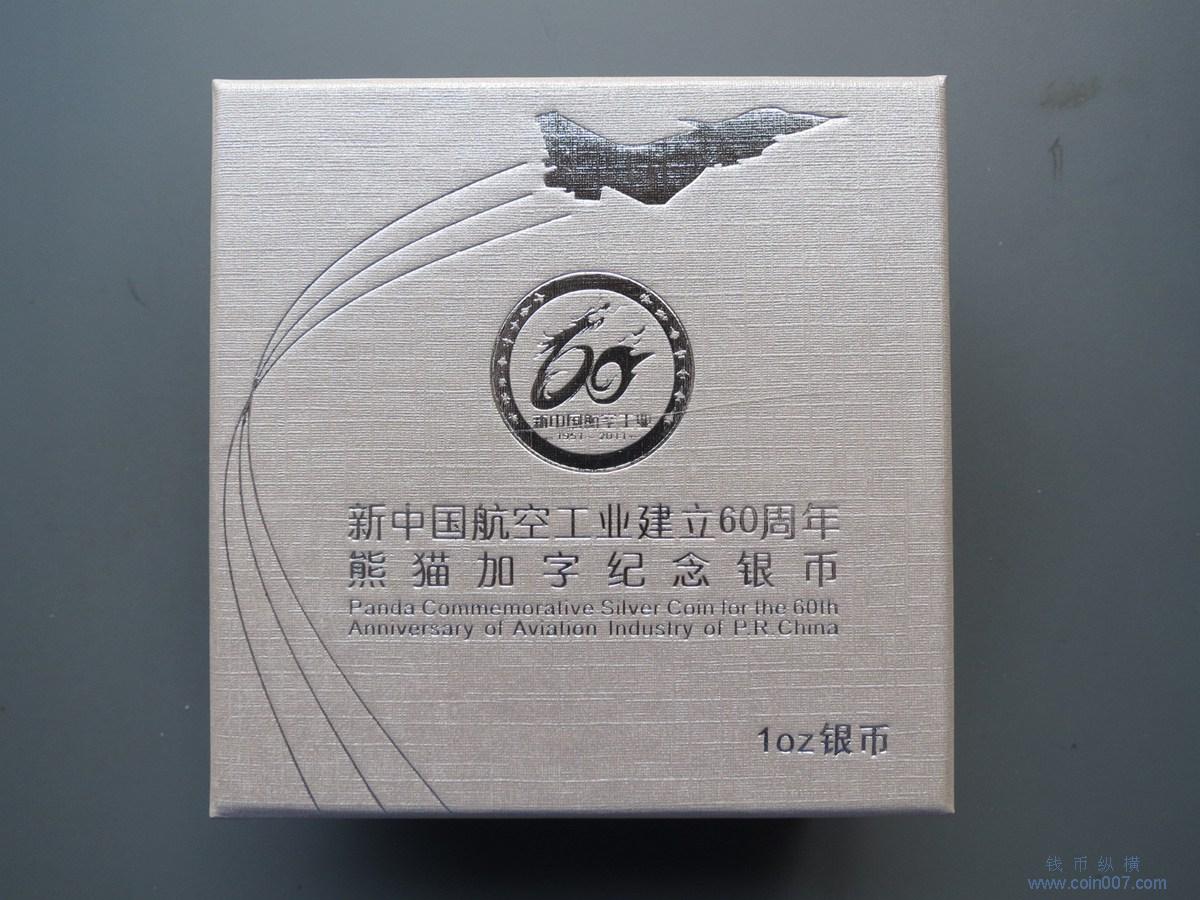 60
新中国航空工业
1951-2011
新中国航空工业建立60周年
熊猫加字纪念银币
Panda Commemorative Silver Coin for the 60th
Anniversary of Aviation Industry of P.R.China
1oz银币
钱币纵横
www.coin007.com